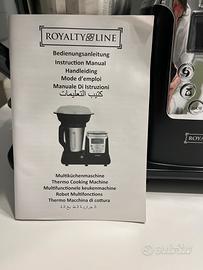 ROYALTY LINE
Bedienungsanleitung
Instruction Manual
Handleiding
Mode d'emploi
Manuale Di Istruzioni
كتيب التعليمات
Multiküchenmaschine
Thermo Cooking Machine
Multifunctionele keukenmachine
Robot Multifonctions
Thermo Macchina di cottura
subito